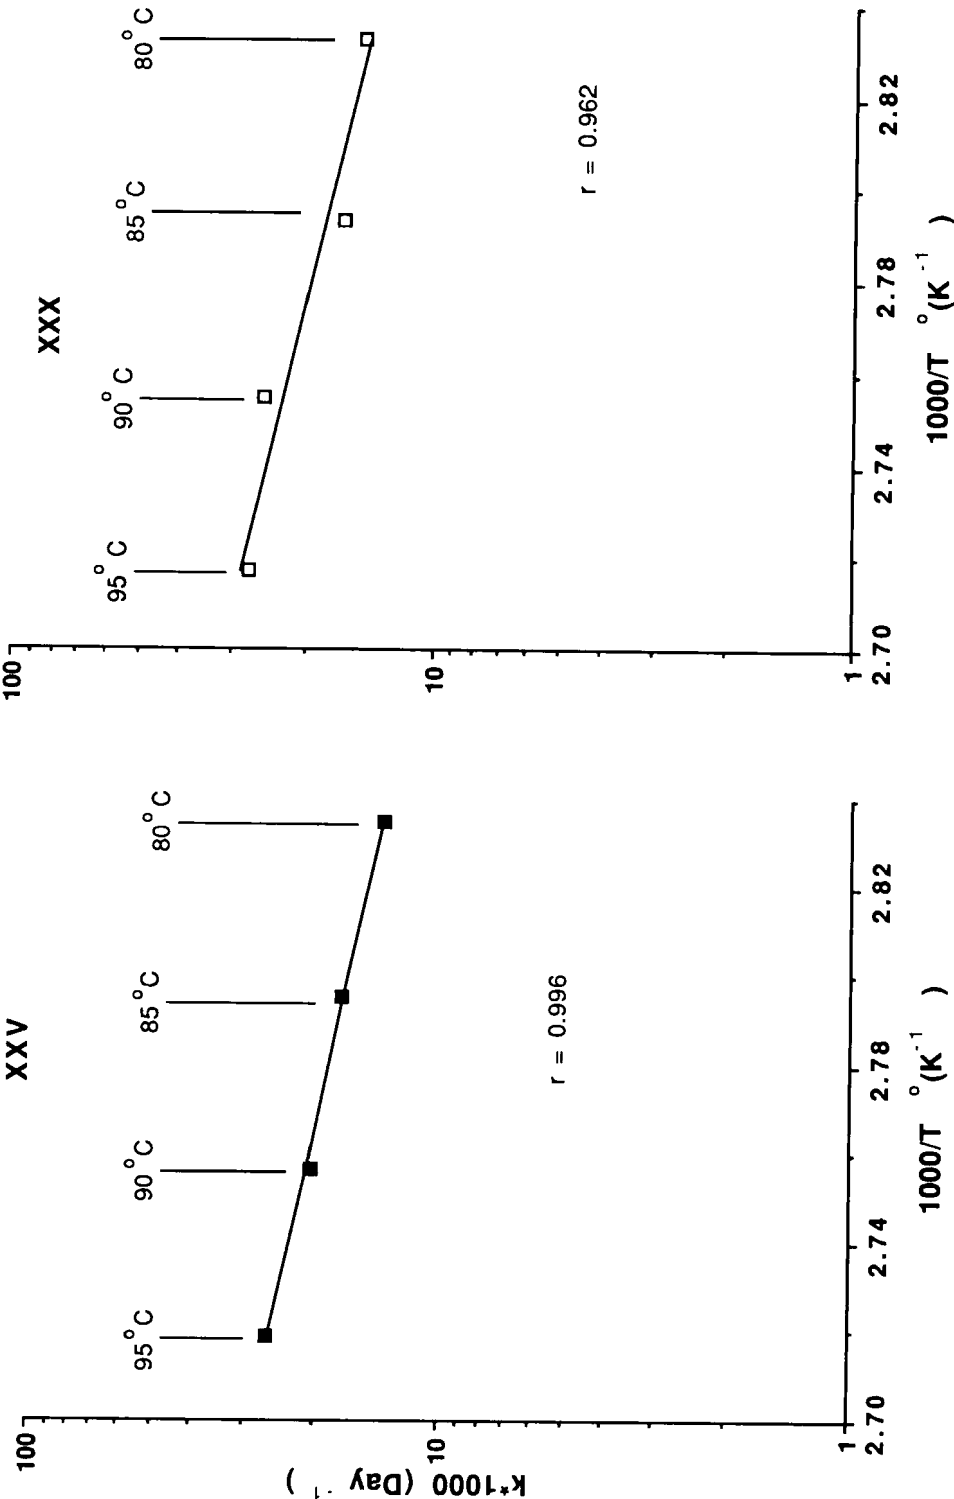 XXV
95°C
90°C
85°C
80°C
r = 0.996
100
10
1
k*1000 (Day⁻¹)
2.70
2.74
2.78
2.82
1000/T °(K⁻¹)
XXX
95°C
90°C
85°C
80°C
r = 0.962
100
10
1
2.70
2.74
2.78
2.82
1000/T °(K⁻¹)